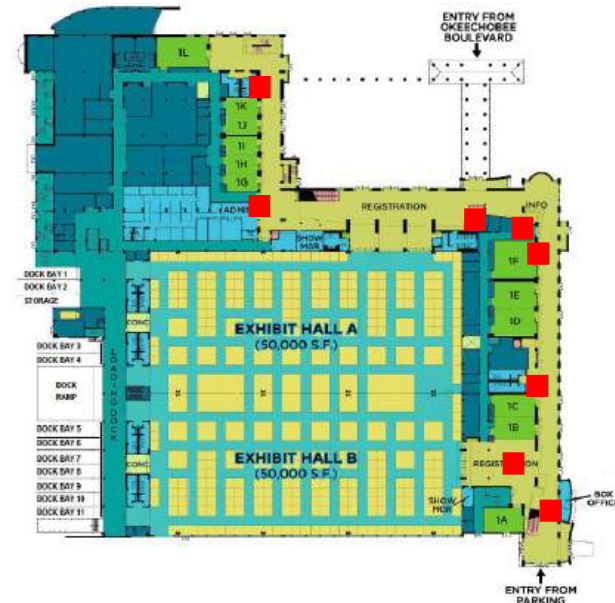 ENTRY FROM
OKEECHOBEE
BOULEVARD
1L
1K
1J
1I
1H
1G
REGISTRATION
INFO
SHOW
MGR
1F
DOCK BAY 1
DOCK BAY 2
STORAGE
1E
1D
CONC
EXHIBIT HALL A
(50,000 S.F.)
DOCK BAY 3
DOCK BAY 4
LOADING DOCK
DOCK
RAMP
1C
1B
DOCK BAY 5
DOCK BAY 6
DOCK BAY 7
DOCK BAY 8
DOCK BAY 9
DOCK BAY 10
DOCK BAY 11
CONC
EXHIBIT HALL B
(50,000 S.F.)
SHOW
MGR
BOX
OFFICE
1A
ENTRY FROM
PARKING